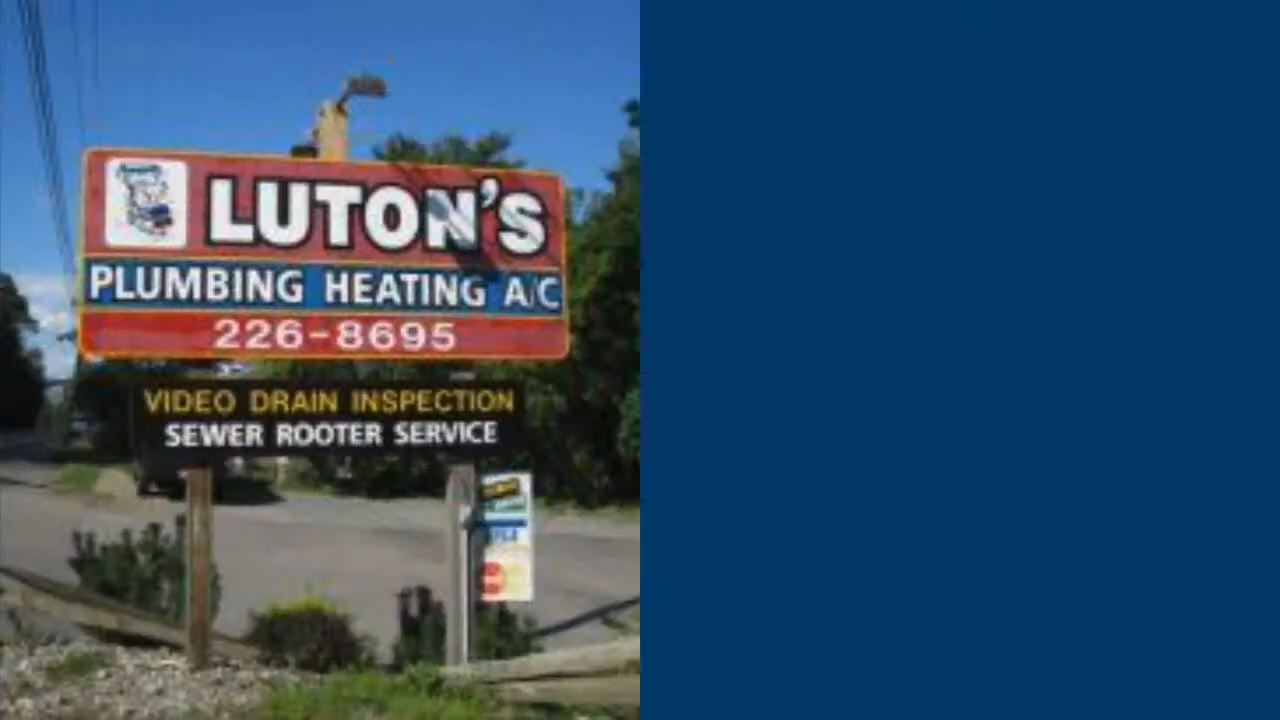 LUTON'S
PLUMBING HEATING A/C
226-8695
VIDEO DRAIN INSPECTION
SEWER ROOTER SERVICE